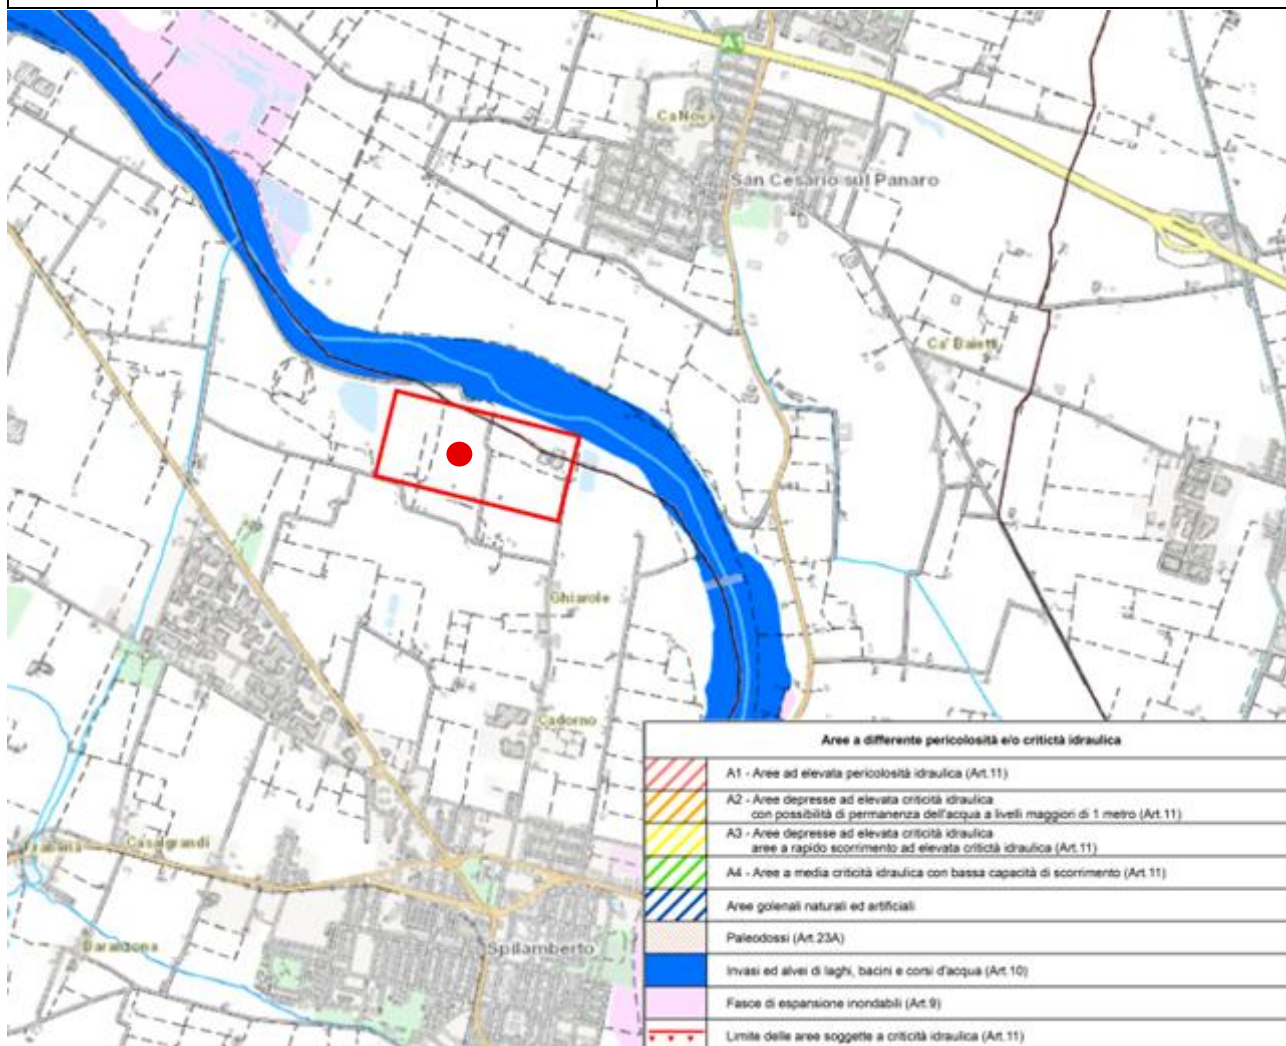 A1
Ca Nova
San Cesario sul Panaro
Ca' Baietti
Ghiarole
Cadorno
Casalgrandi
Spilamberto
Aree a differente pericolosità e/o criticità idraulica
A1 - Aree ad elevata pericolosità idraulica (Art.11)
A2 - Aree depresse ad elevata criticità idraulica
con possibilità di permanenza dell'acqua a livelli maggiori di 1 metro (Art.11)
A3 - Aree depresse ad elevata criticità idraulica
aree a rapido scorrimento ad elevata criticità idraulica (Art.11)
A4 - Aree a media criticità idraulica con bassa capacità di scorrimento (Art.11)
Aree golenali naturali ed artificiali
Paleodossi (Art.23A)
Invasi ed alvei di laghi, bacini e corsi d'acqua (Art.10)
Fasce di espansione inondabili (Art.9)
Limite delle aree soggette a criticità idraulica (Art.11)